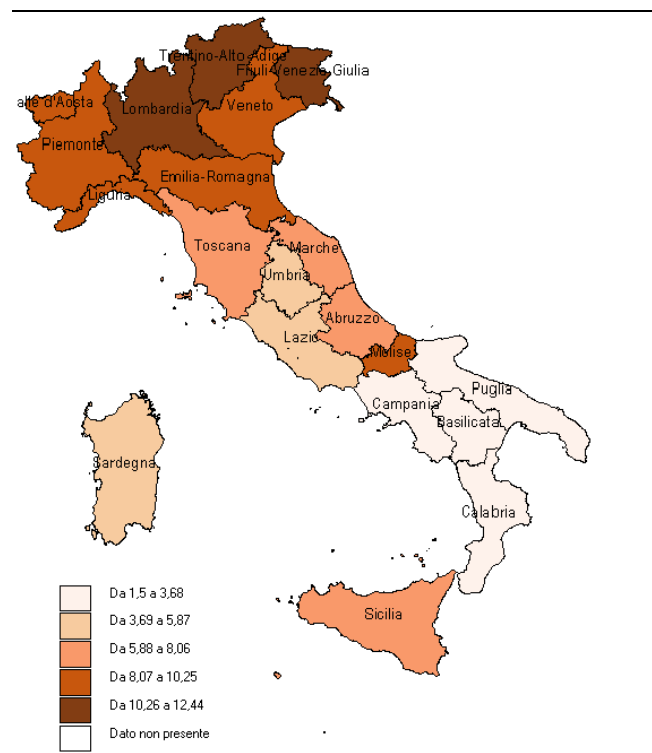 Trentino-Alto-Adige
Friuli-Venezia-Giulia
alle d'Aosta
Lombardia
Veneto
Piemonte
Emilia-Romagna
Liguria
Toscana
Marche
Umbria
Abruzzo
Lazio
Molise
Puglia
Campania
Basilicata
Sardegna
Calabria
Sicilia
Da 1,5 a 3,68
Da 3,69 a 5,87
Da 5,88 a 8,06
Da 8,07 a 10,25
Da 10,26 a 12,44
Dato non presente